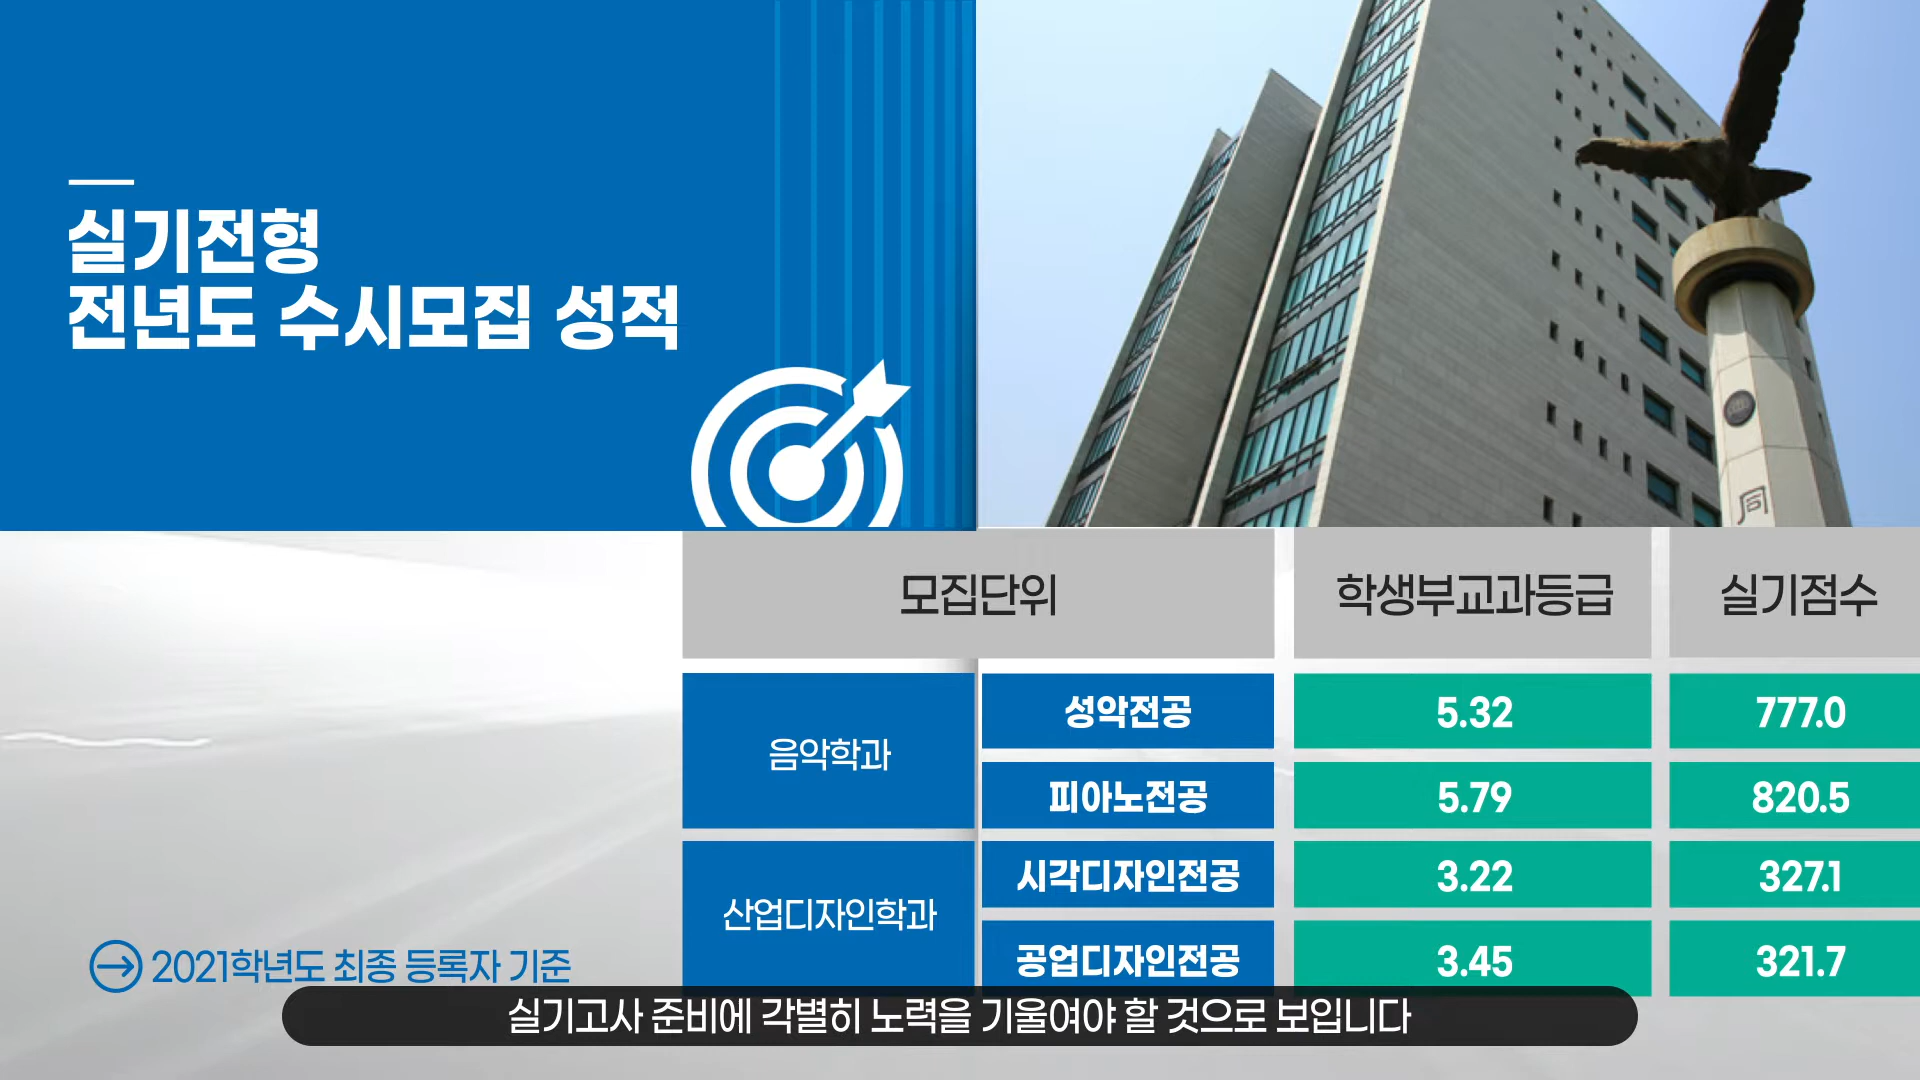 실기전형
전년도 수시모집 성적
同
모집단위 학생부교과등급 실기점수
음악학과 성악전공 5.32 777.0
피아노전공 5.79 820.5
산업디자인학과 시각디자인전공 3.22 327.1
공업디자인전공 3.45 321.7
2021학년도 최종 등록자 기준
실기고사 준비에 각별히 노력을 기울여야 할 것으로 보입니다